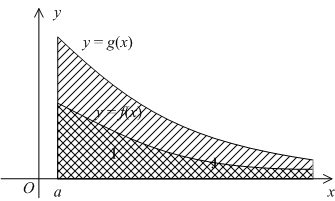 y
y = g(x)
y = f(x)
O
a
x